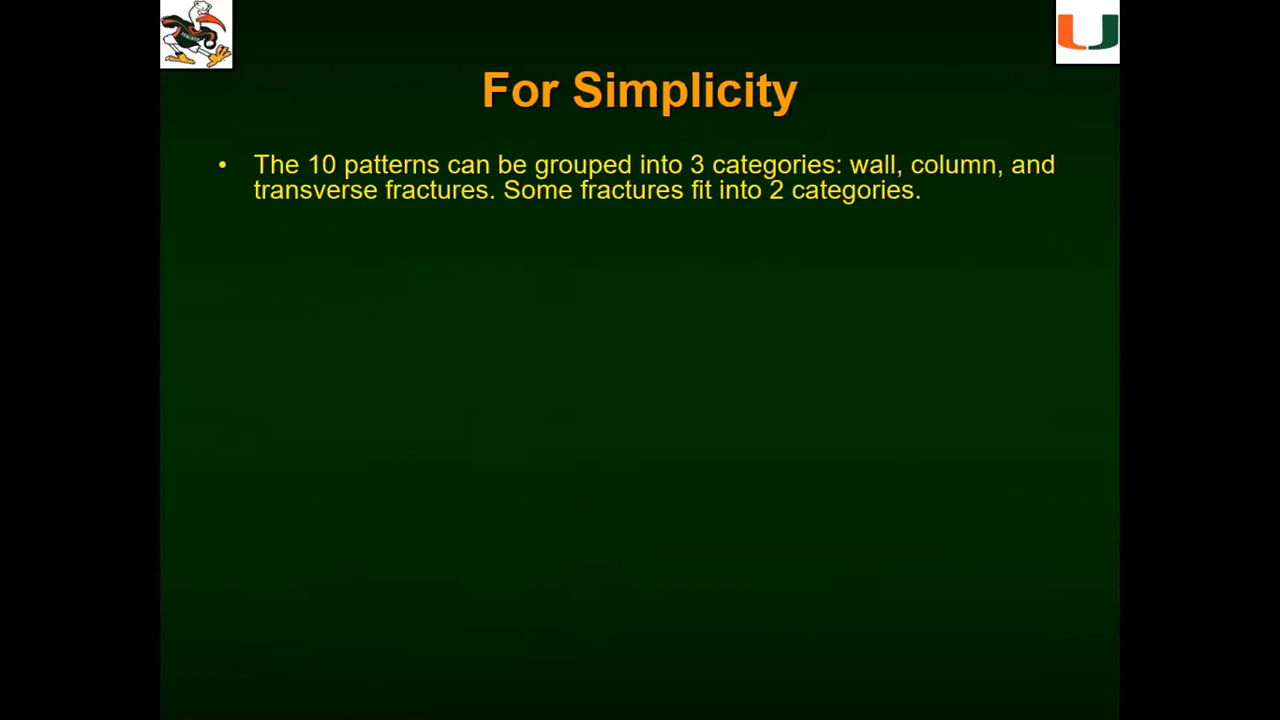 For Simplicity
• The 10 patterns can be grouped into 3 categories: wall, column, and
transverse fractures. Some fractures fit into 2 categories.